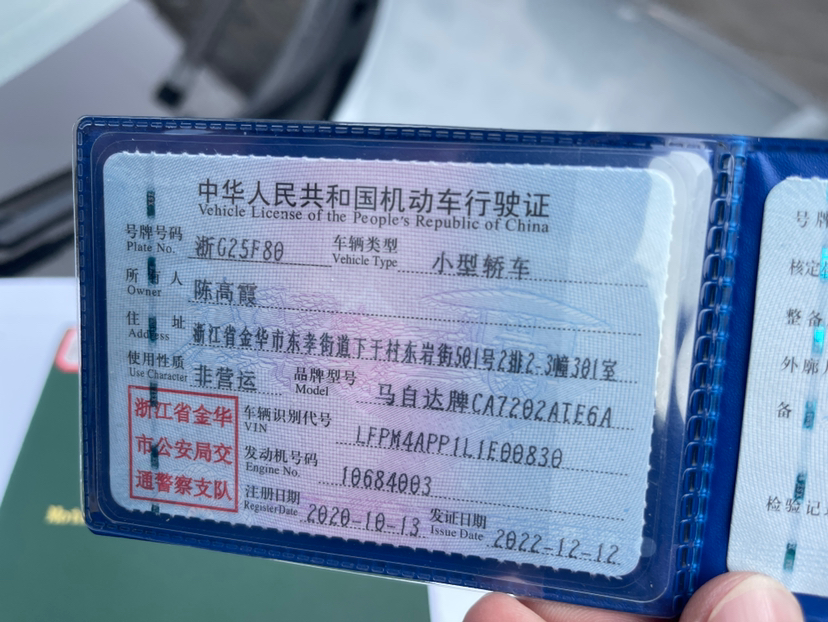 中华人民共和国机动车行驶证
Vehicle License of the People's Republic of China
号牌号码 浙G25F80 车辆类型 小型轿车
Plate No. Vehicle Type
所有人 陈高霞
Owner
住址 浙江省金华市东孝街道下于村东岩街501号2排2-3幢301室
Address
使用性质 非营运 品牌型号 马自达牌CA7202ATE6A
Use Character Model
浙江省金华
市公安局交
通警察支队
车辆识别代号 LFPM4APP1L1E00830
VIN
发动机号码 10684003
Engine No.
注册日期 2020-10-13 发证日期 2022-12-12
Register Date Issue Date
号牌
核定
整备
外廓
备
检验记